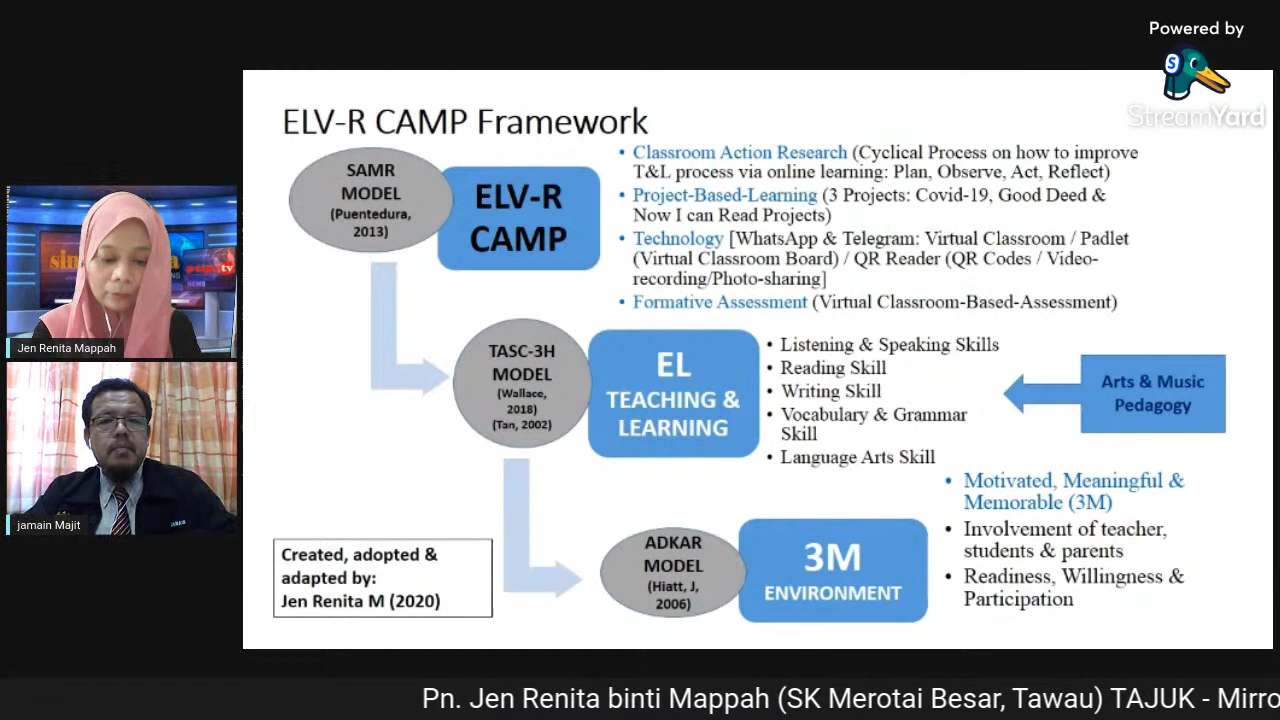 Powered by
S
StreamYard
ELV-R CAMP Framework
SAMR
MODEL
(Puentedura,
2013)
ELV-R
CAMP
• Classroom Action Research (Cyclical Process on how to improve
T&L process via online learning: Plan, Observe, Act, Reflect)
• Project-Based-Learning (3 Projects: Covid-19, Good Deed &
Now I can Read Projects)
• Technology [WhatsApp & Telegram: Virtual Classroom / Padlet
(Virtual Classroom Board) / QR Reader (QR Codes / Video-
recording/Photo-sharing]
• Formative Assessment (Virtual Classroom-Based-Assessment)
TASC-3H
MODEL
(Wallace,
2018)
(Tan, 2002)
EL
TEACHING &
LEARNING
• Listening & Speaking Skills
• Reading Skill
• Writing Skill
• Vocabulary & Grammar
Skill
• Language Arts Skill
Arts & Music
Pedagogy
ADKAR
MODEL
(Hiatt, J,
2006)
3M
ENVIRONMENT
• Motivated, Meaningful &
Memorable (3M)
• Involvement of teacher,
students & parents
• Readiness, Willingness &
Participation
Created, adopted &
adapted by:
Jen Renita M (2020)
NEWS
Jen Renita Mappah
JAMAIN
jamain Majit
Pn. Jen Renita binti Mappah (SK Merotai Besar, Tawau) TAJUK - Mirro